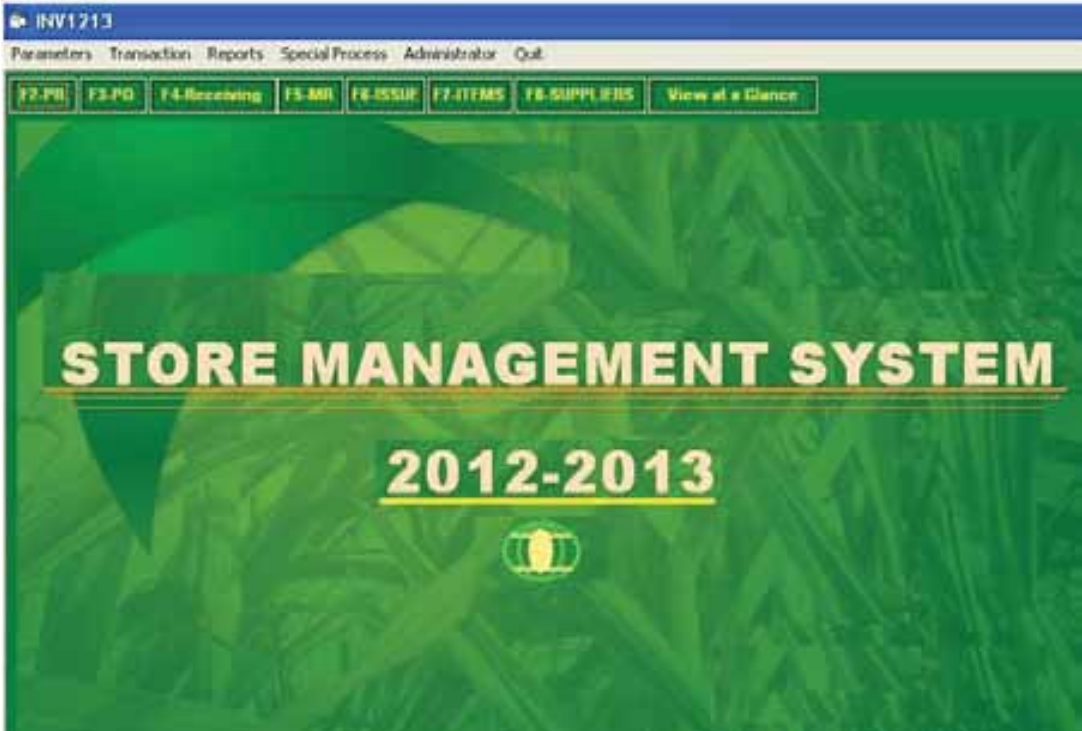 INV1213
Parameters Transaction Reports Special Process Administrator Quit
F2-PR F3-PO F4-Receiving F5-MR F6-ISSUE F7-ITEMS F8-SUPPLIERS View at a Glance
STORE MANAGEMENT SYSTEM
2012-2013